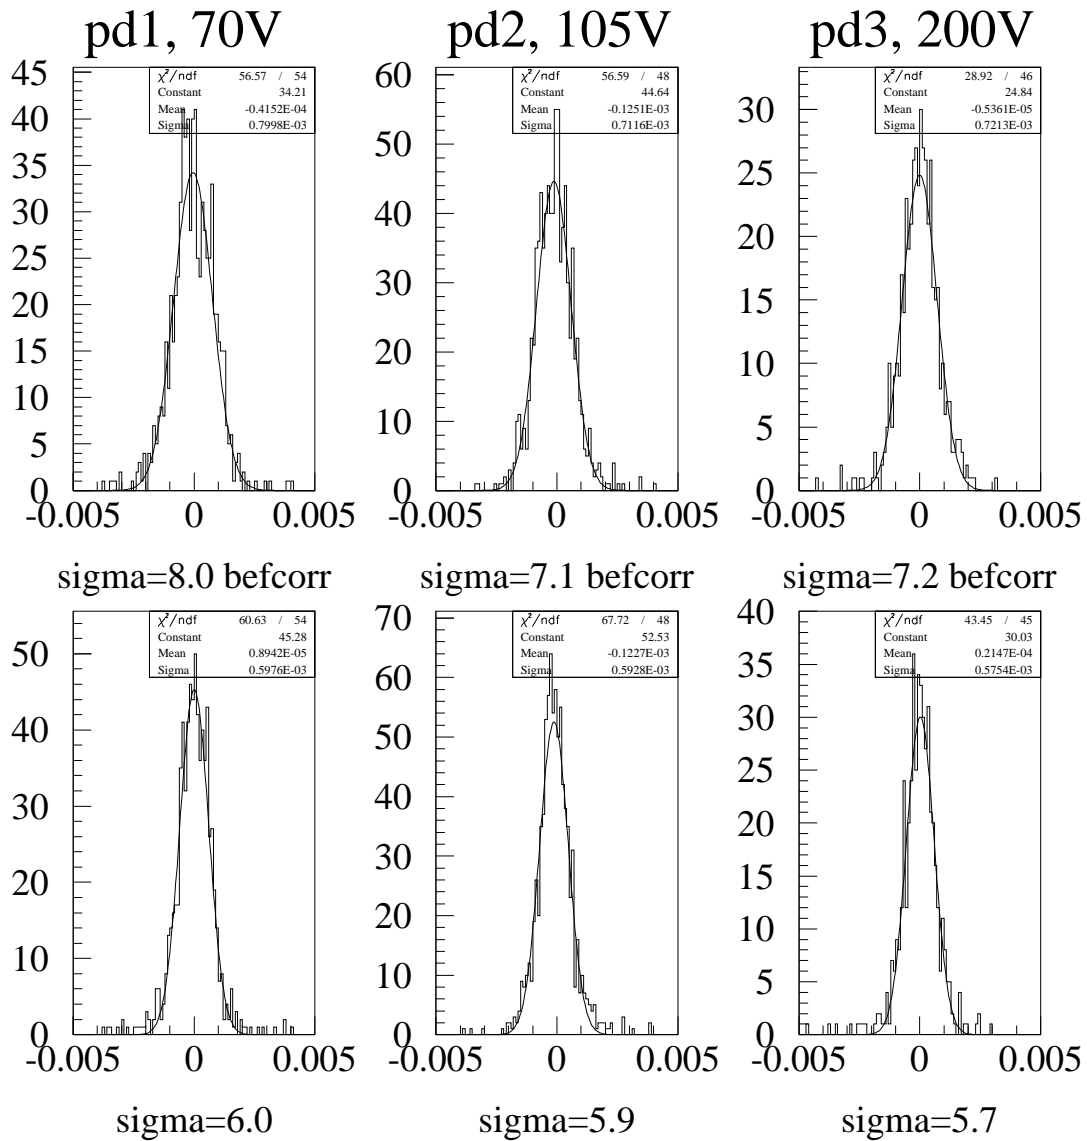 pd1, 70V
χ²/ndf 56.57 / 54
Constant 34.21
Mean -0.4152E-04
Sigma 0.7998E-03
45
40
35
30
25
20
15
10
5
0
-0.005 0 0.005
sigma=8.0 befcorr
pd2, 105V
χ²/ndf 56.59 / 48
Constant 44.64
Mean -0.1251E-03
Sigma 0.7116E-03
60
50
40
30
20
10
0
-0.005 0 0.005
sigma=7.1 befcorr
pd3, 200V
χ²/ndf 28.92 / 46
Constant 24.84
Mean -0.5361E-05
Sigma 0.7213E-03
30
25
20
15
10
5
0
-0.005 0 0.005
sigma=7.2 befcorr
χ²/ndf 60.63 / 54
Constant 45.28
Mean 0.8942E-05
Sigma 0.5976E-03
50
40
30
20
10
0
-0.005 0 0.005
sigma=6.0
χ²/ndf 67.72 / 48
Constant 52.53
Mean -0.1227E-03
Sigma 0.5928E-03
70
60
50
40
30
20
10
0
-0.005 0 0.005
sigma=5.9
χ²/ndf 43.45 / 45
Constant 30.03
Mean 0.2147E-04
Sigma 0.5754E-03
40
35
30
25
20
15
10
5
0
-0.005 0 0.005
sigma=5.7